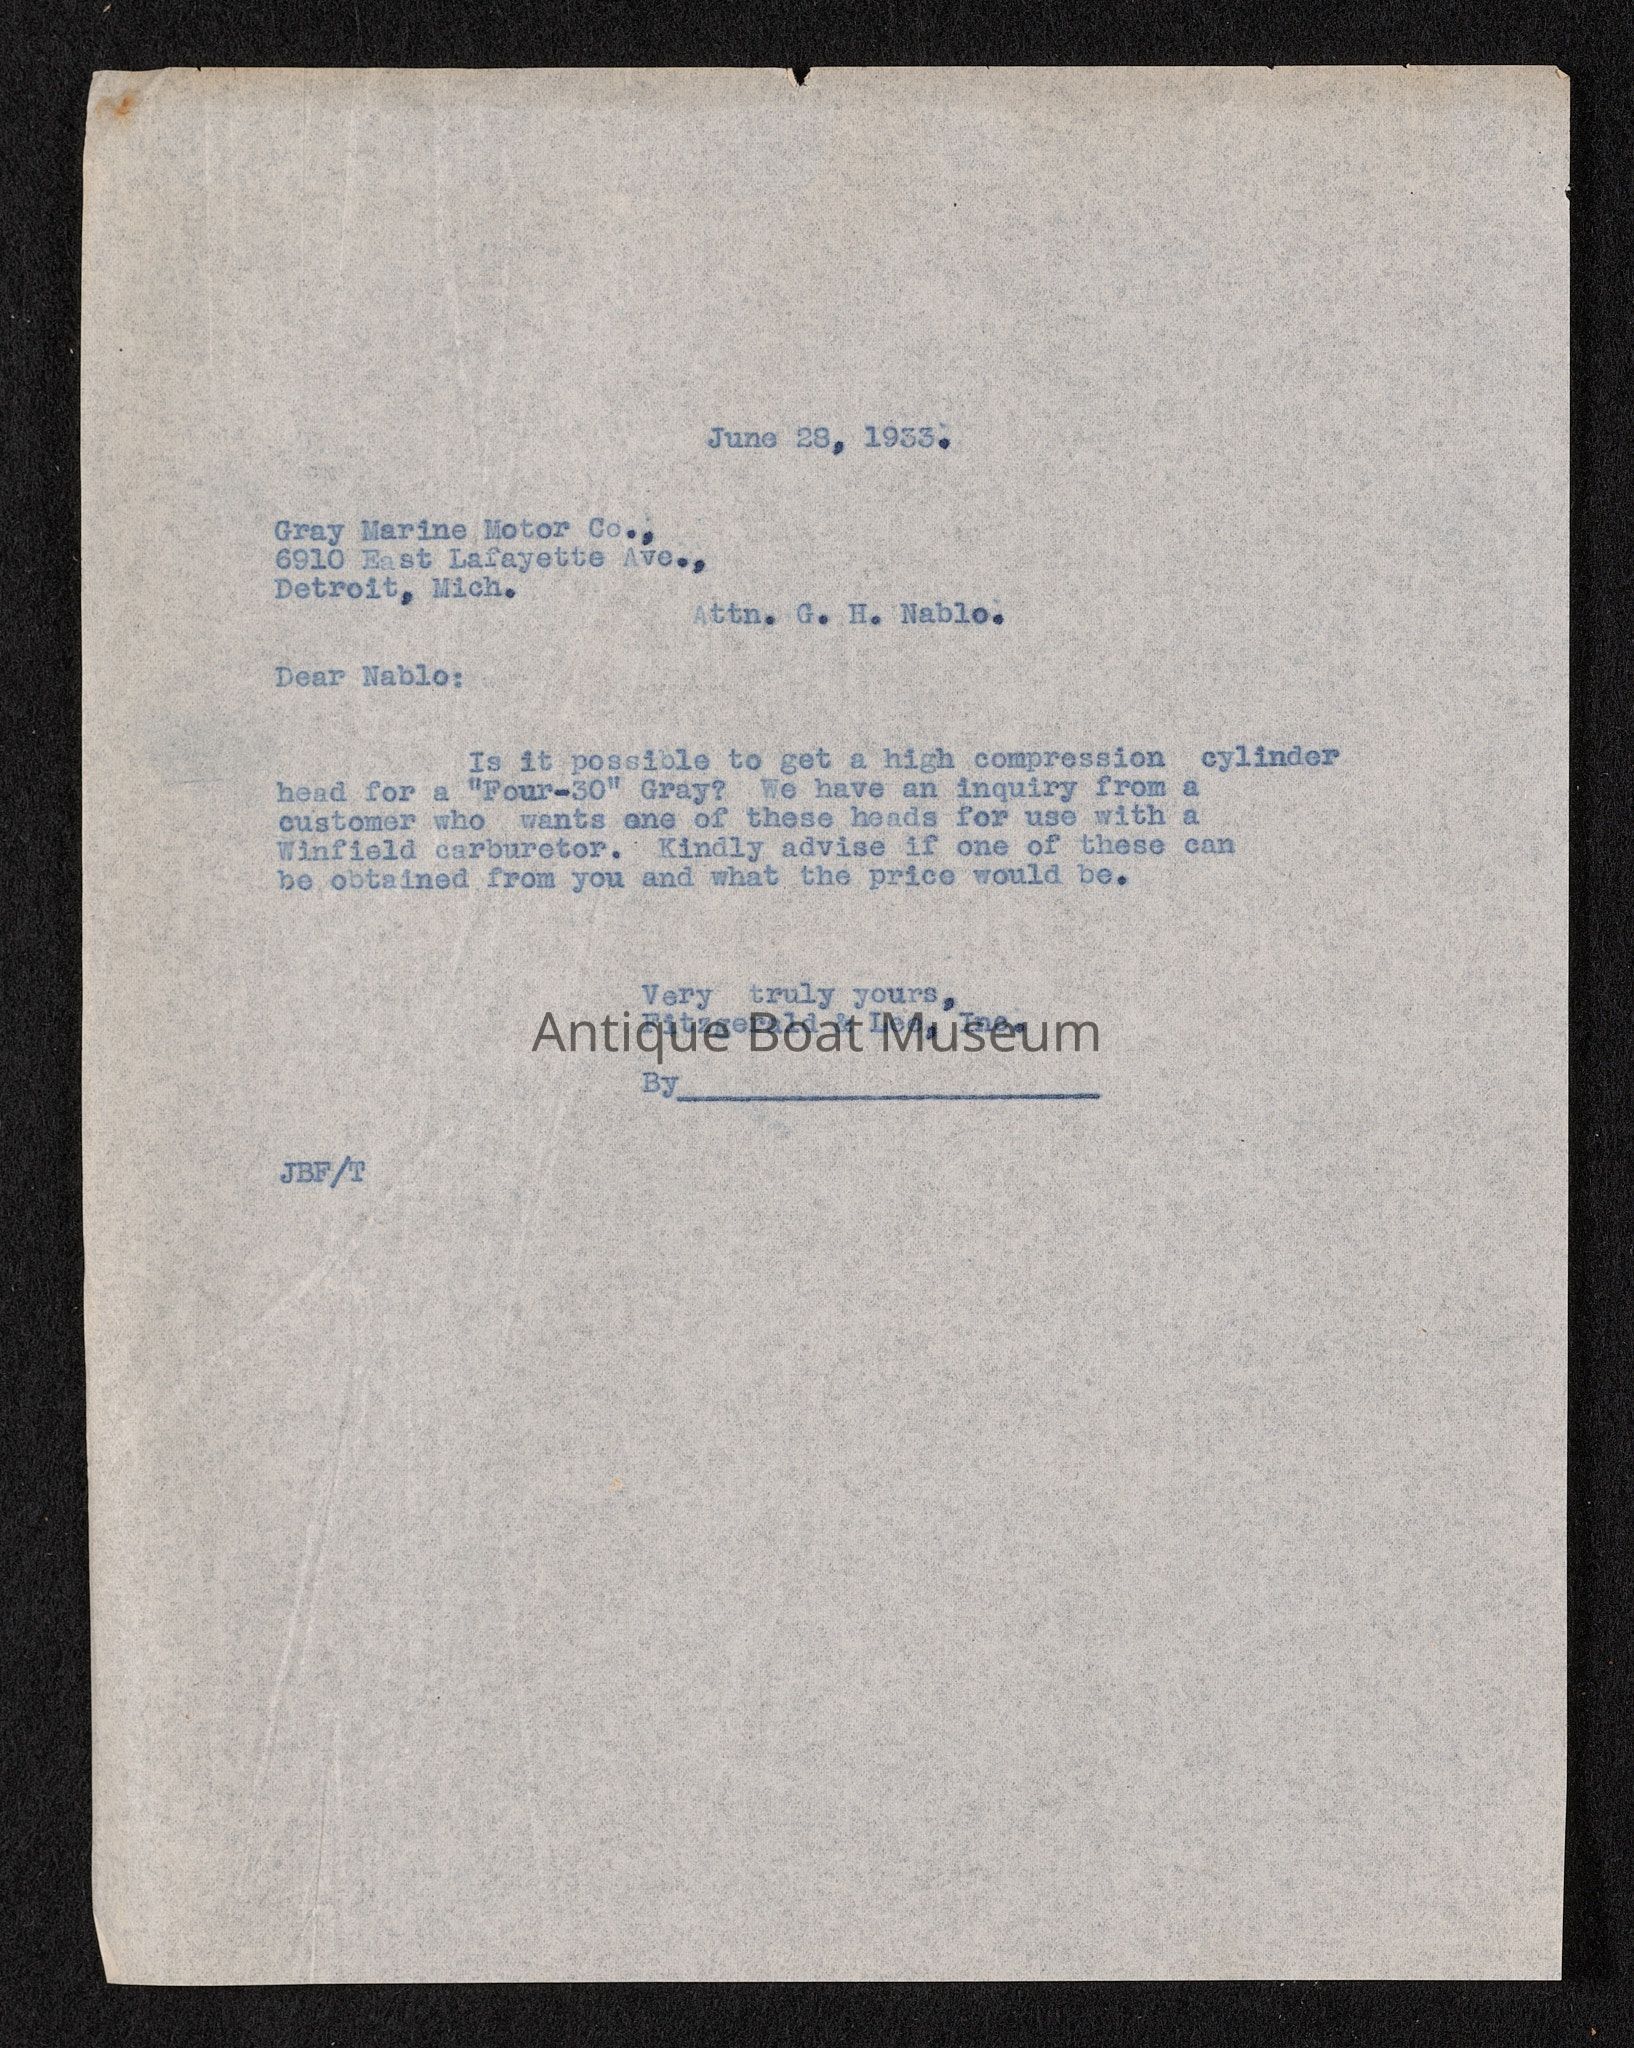 June 28, 1933.
Gray Marine Motor Co.,
6910 East Lafayette Ave.,
Detroit, Mich.
Attn. G. H. Nablo.
Dear Nablo:
Is it possible to get a high compression cylinder
head for a "Four-30" Gray? We have an inquiry from a
customer who wants one of these heads for use with a
Winfield carburetor. Kindly advise if one of these can
be obtained from you and what the price would be.
Very truly yours,
Fitzgerald & Lee, Inc.
Antique Boat Museum
By
JBF/T